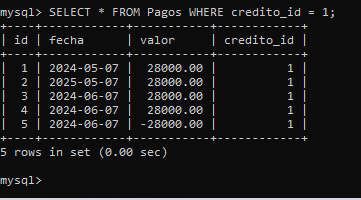 mysql> SELECT * FROM Pagos WHERE credito_id = 1;
+----+------------+-----------+------------+
| id | fecha      | valor     | credito_id |
+----+------------+-----------+------------+
|  1 | 2024-05-07 |  28000.00 |          1 |
|  2 | 2025-05-07 |  28000.00 |          1 |
|  3 | 2024-06-07 |  28000.00 |          1 |
|  4 | 2024-06-07 |  28000.00 |          1 |
|  5 | 2024-06-07 | -28000.00 |          1 |
+----+------------+-----------+------------+
5 rows in set (0.00 sec)
mysql>